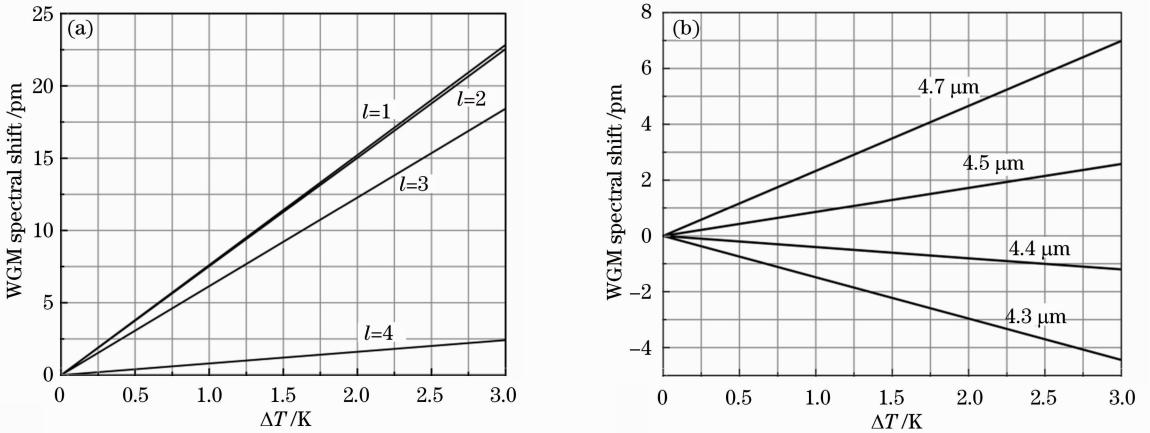 (a)
WGM spectral shift /pm
25
20
15
10
5
0
l=1
l=2
l=3
l=4
0 0.5 1.0 1.5 2.0 2.5 3.0
ΔT /K
(b)
WGM spectral shift /pm
8
6
4
2
0
−2
−4
4.7 μm
4.5 μm
4.4 μm
4.3 μm
0 0.5 1.0 1.5 2.0 2.5 3.0
ΔT /K